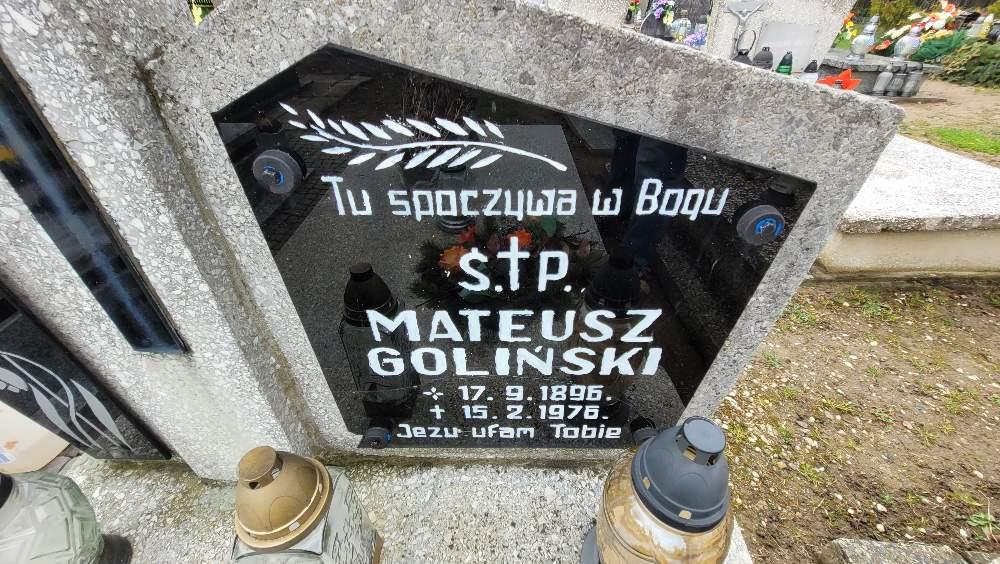 Tu spoczywa w Bogu
Ś.†P.
MATEUSZ
GOLIŃSKI
✧ 17. 9. 1896.
† 15. 2. 1976.
Jezu ufam Tobie